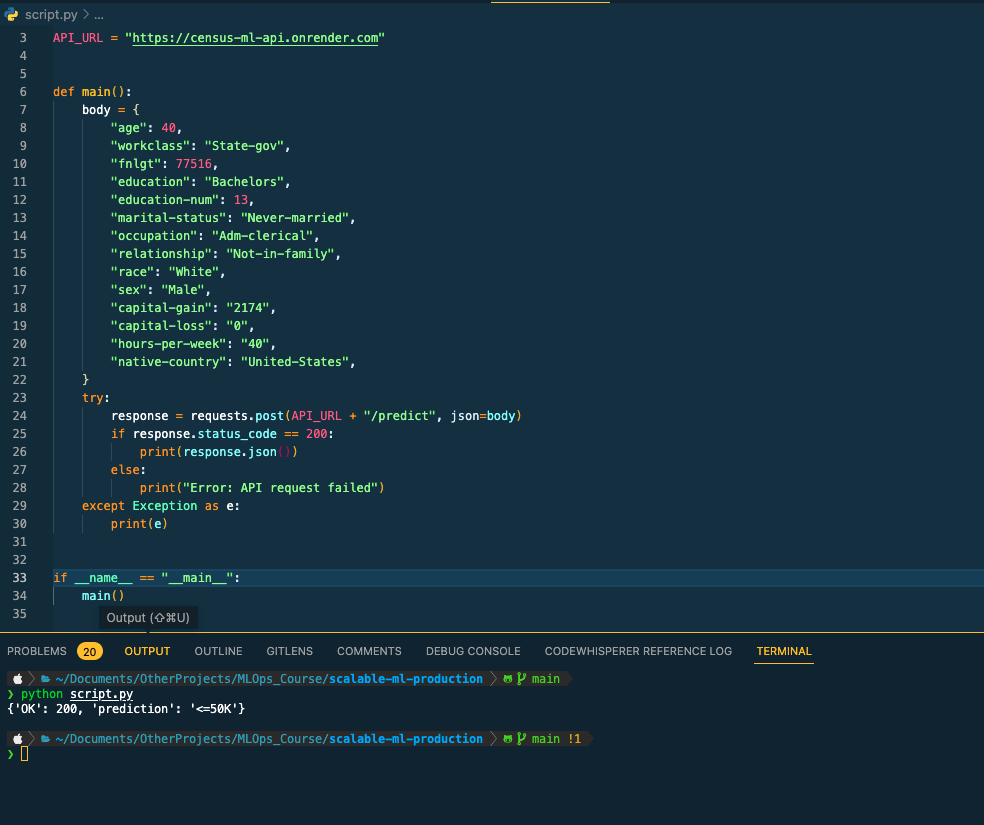 script.py > ...
3 API_URL = "https://census-ml-api.onrender.com"
4
5
6 def main():
7     body = {
8         "age": 40,
9         "workclass": "State-gov",
10         "fnlgt": 77516,
11         "education": "Bachelors",
12         "education-num": 13,
13         "marital-status": "Never-married",
14         "occupation": "Adm-clerical",
15         "relationship": "Not-in-family",
16         "race": "White",
17         "sex": "Male",
18         "capital-gain": "2174",
19         "capital-loss": "0",
20         "hours-per-week": "40",
21         "native-country": "United-States",
22     }
23     try:
24         response = requests.post(API_URL + "/predict", json=body)
25         if response.status_code == 200:
26             print(response.json())
27         else:
28             print("Error: API request failed")
29     except Exception as e:
30         print(e)
31
32
33 if __name__ == "__main__":
34     main()
35
Output (⇧⌘U)
PROBLEMS 20 OUTPUT OUTLINE GITLENS COMMENTS DEBUG CONSOLE CODEWHISPERER REFERENCE LOG TERMINAL
~/Documents/OtherProjects/MLOps_Course/scalable-ml-production main
❯ python script.py
{'OK': 200, 'prediction': '<=50K'}
~/Documents/OtherProjects/MLOps_Course/scalable-ml-production main !1
❯